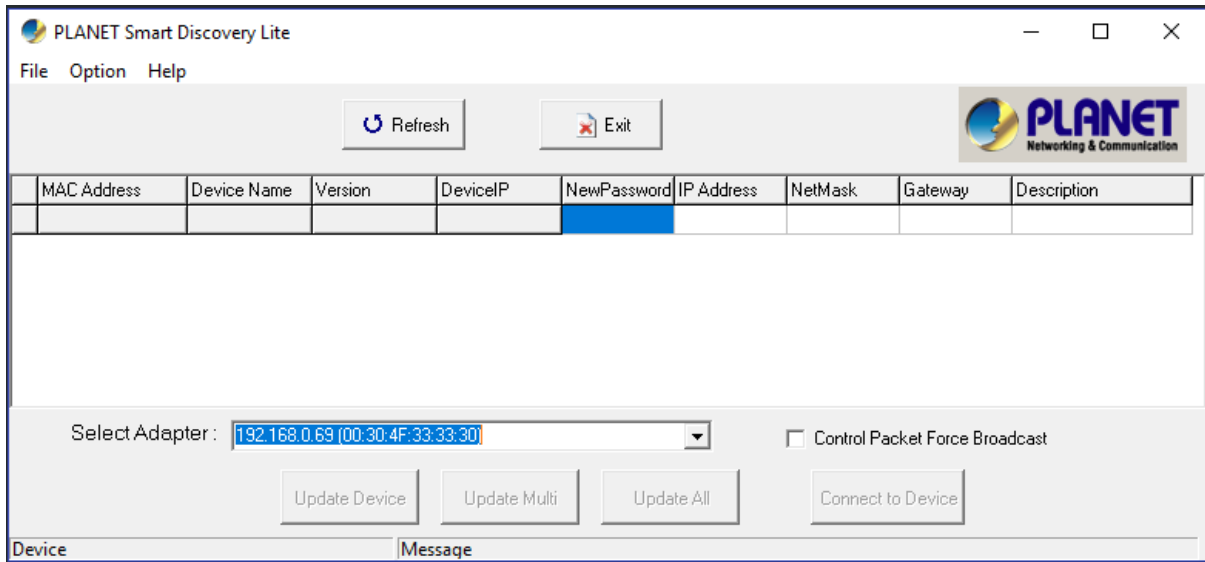 PLANET Smart Discovery Lite
File Option Help
Refresh Exit
PLANET
Networking & Communication
MAC Address Device Name Version DeviceIP NewPassword IP Address NetMask Gateway Description
Select Adapter : 192.168.0.69 (00:30:4F:33:33:30) Control Packet Force Broadcast
Update Device Update Multi Update All Connect to Device
Device Message